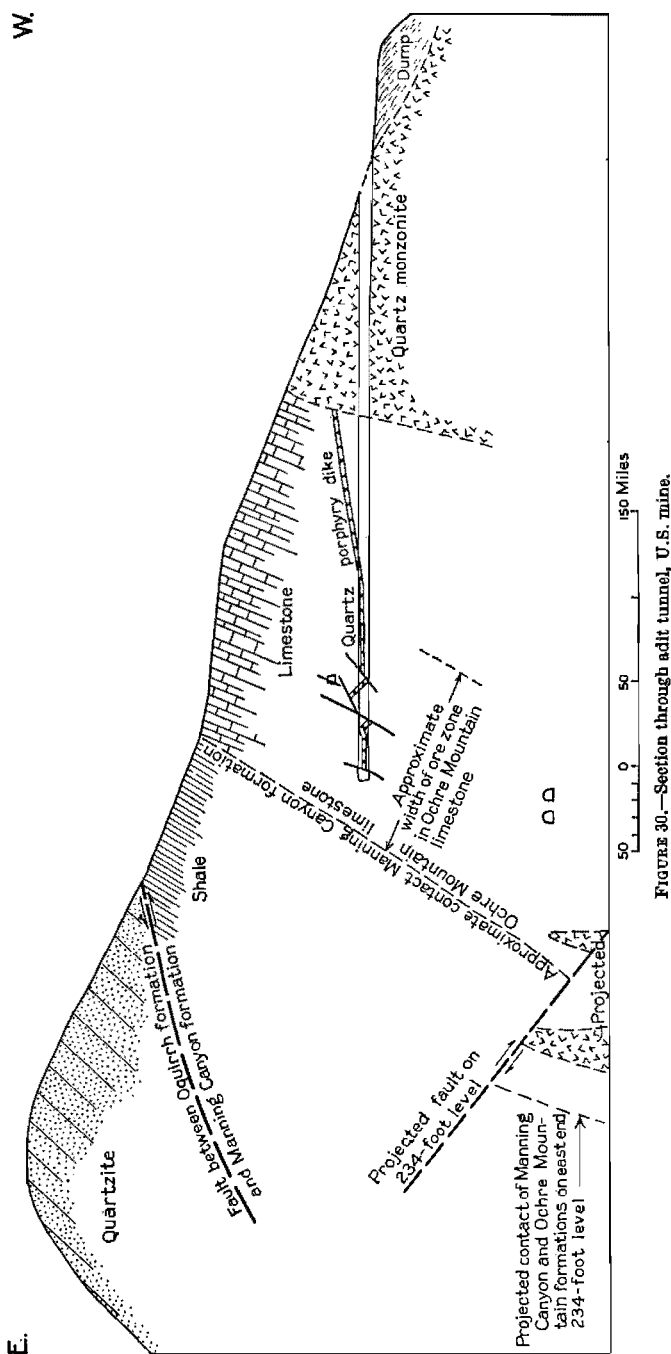 E.
W.
Quartzite
Fault between Oquirrh formation
and Manning Canyon formation
Shale
Limestone
Approximate contact Manning Canyon formation
Ochre Mountain limestone
Quartz porphyry dike
Quartz monzonite
Dump
Approximate
width of ore zone
in Ochre Mountain
limestone
Projected fault on
234-foot level
Projected
Projected contact of Manning
Canyon and Ochre Moun-
tain formations on east end,
234-foot level
50 0 50 150 Miles
FIGURE 30.—Section through adit tunnel, U.S. mine.